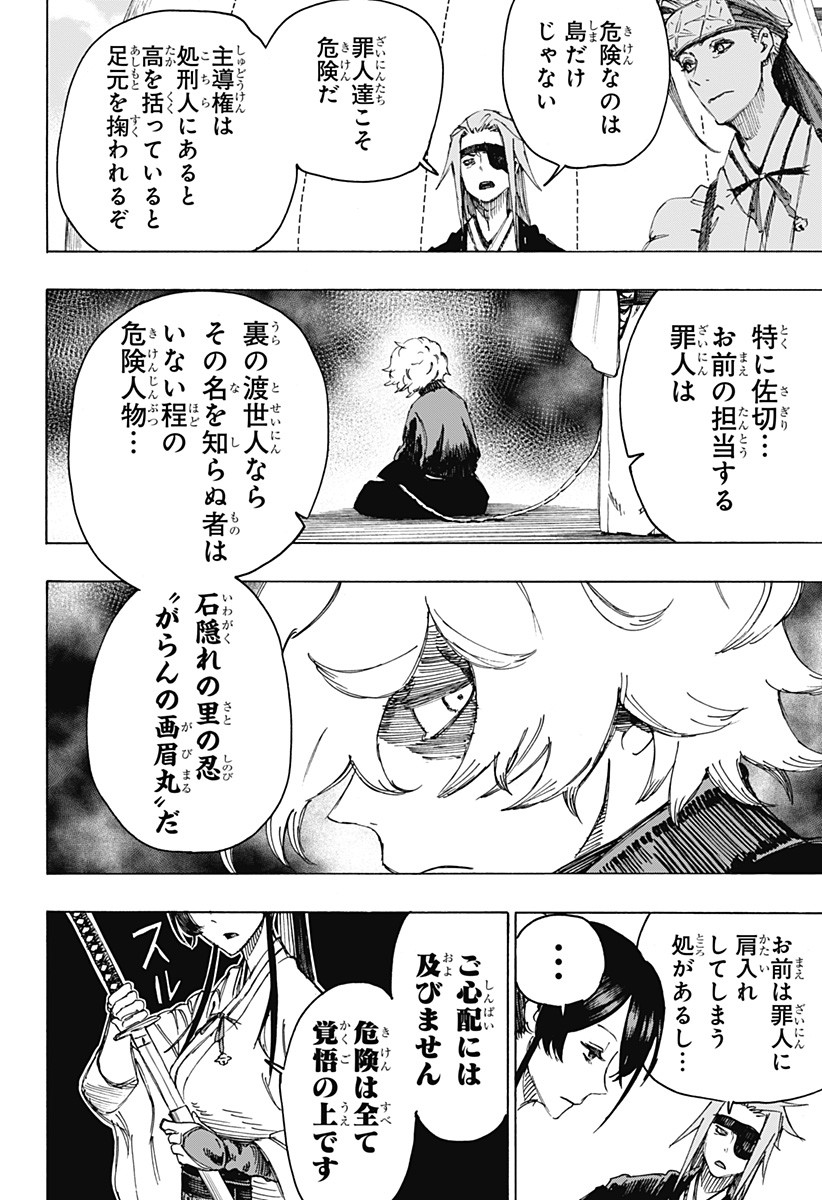 危険なのは
島だけ
じゃない
罪人達こそ
危険だ
主導権は
処刑人にあると
高を括っていると
足元を掬われるぞ
特に佐切…
お前の担当する
罪人は
裏の渡世人なら
その名を知らぬ者は
いない程の
危険人物…
石隠れの里の忍
〝がらんの画眉丸〟だ
お前は罪人に
肩入れ
してしまう
処があるし…
…
ご心配には
及びません
危険は全て
覚悟の上です
スル